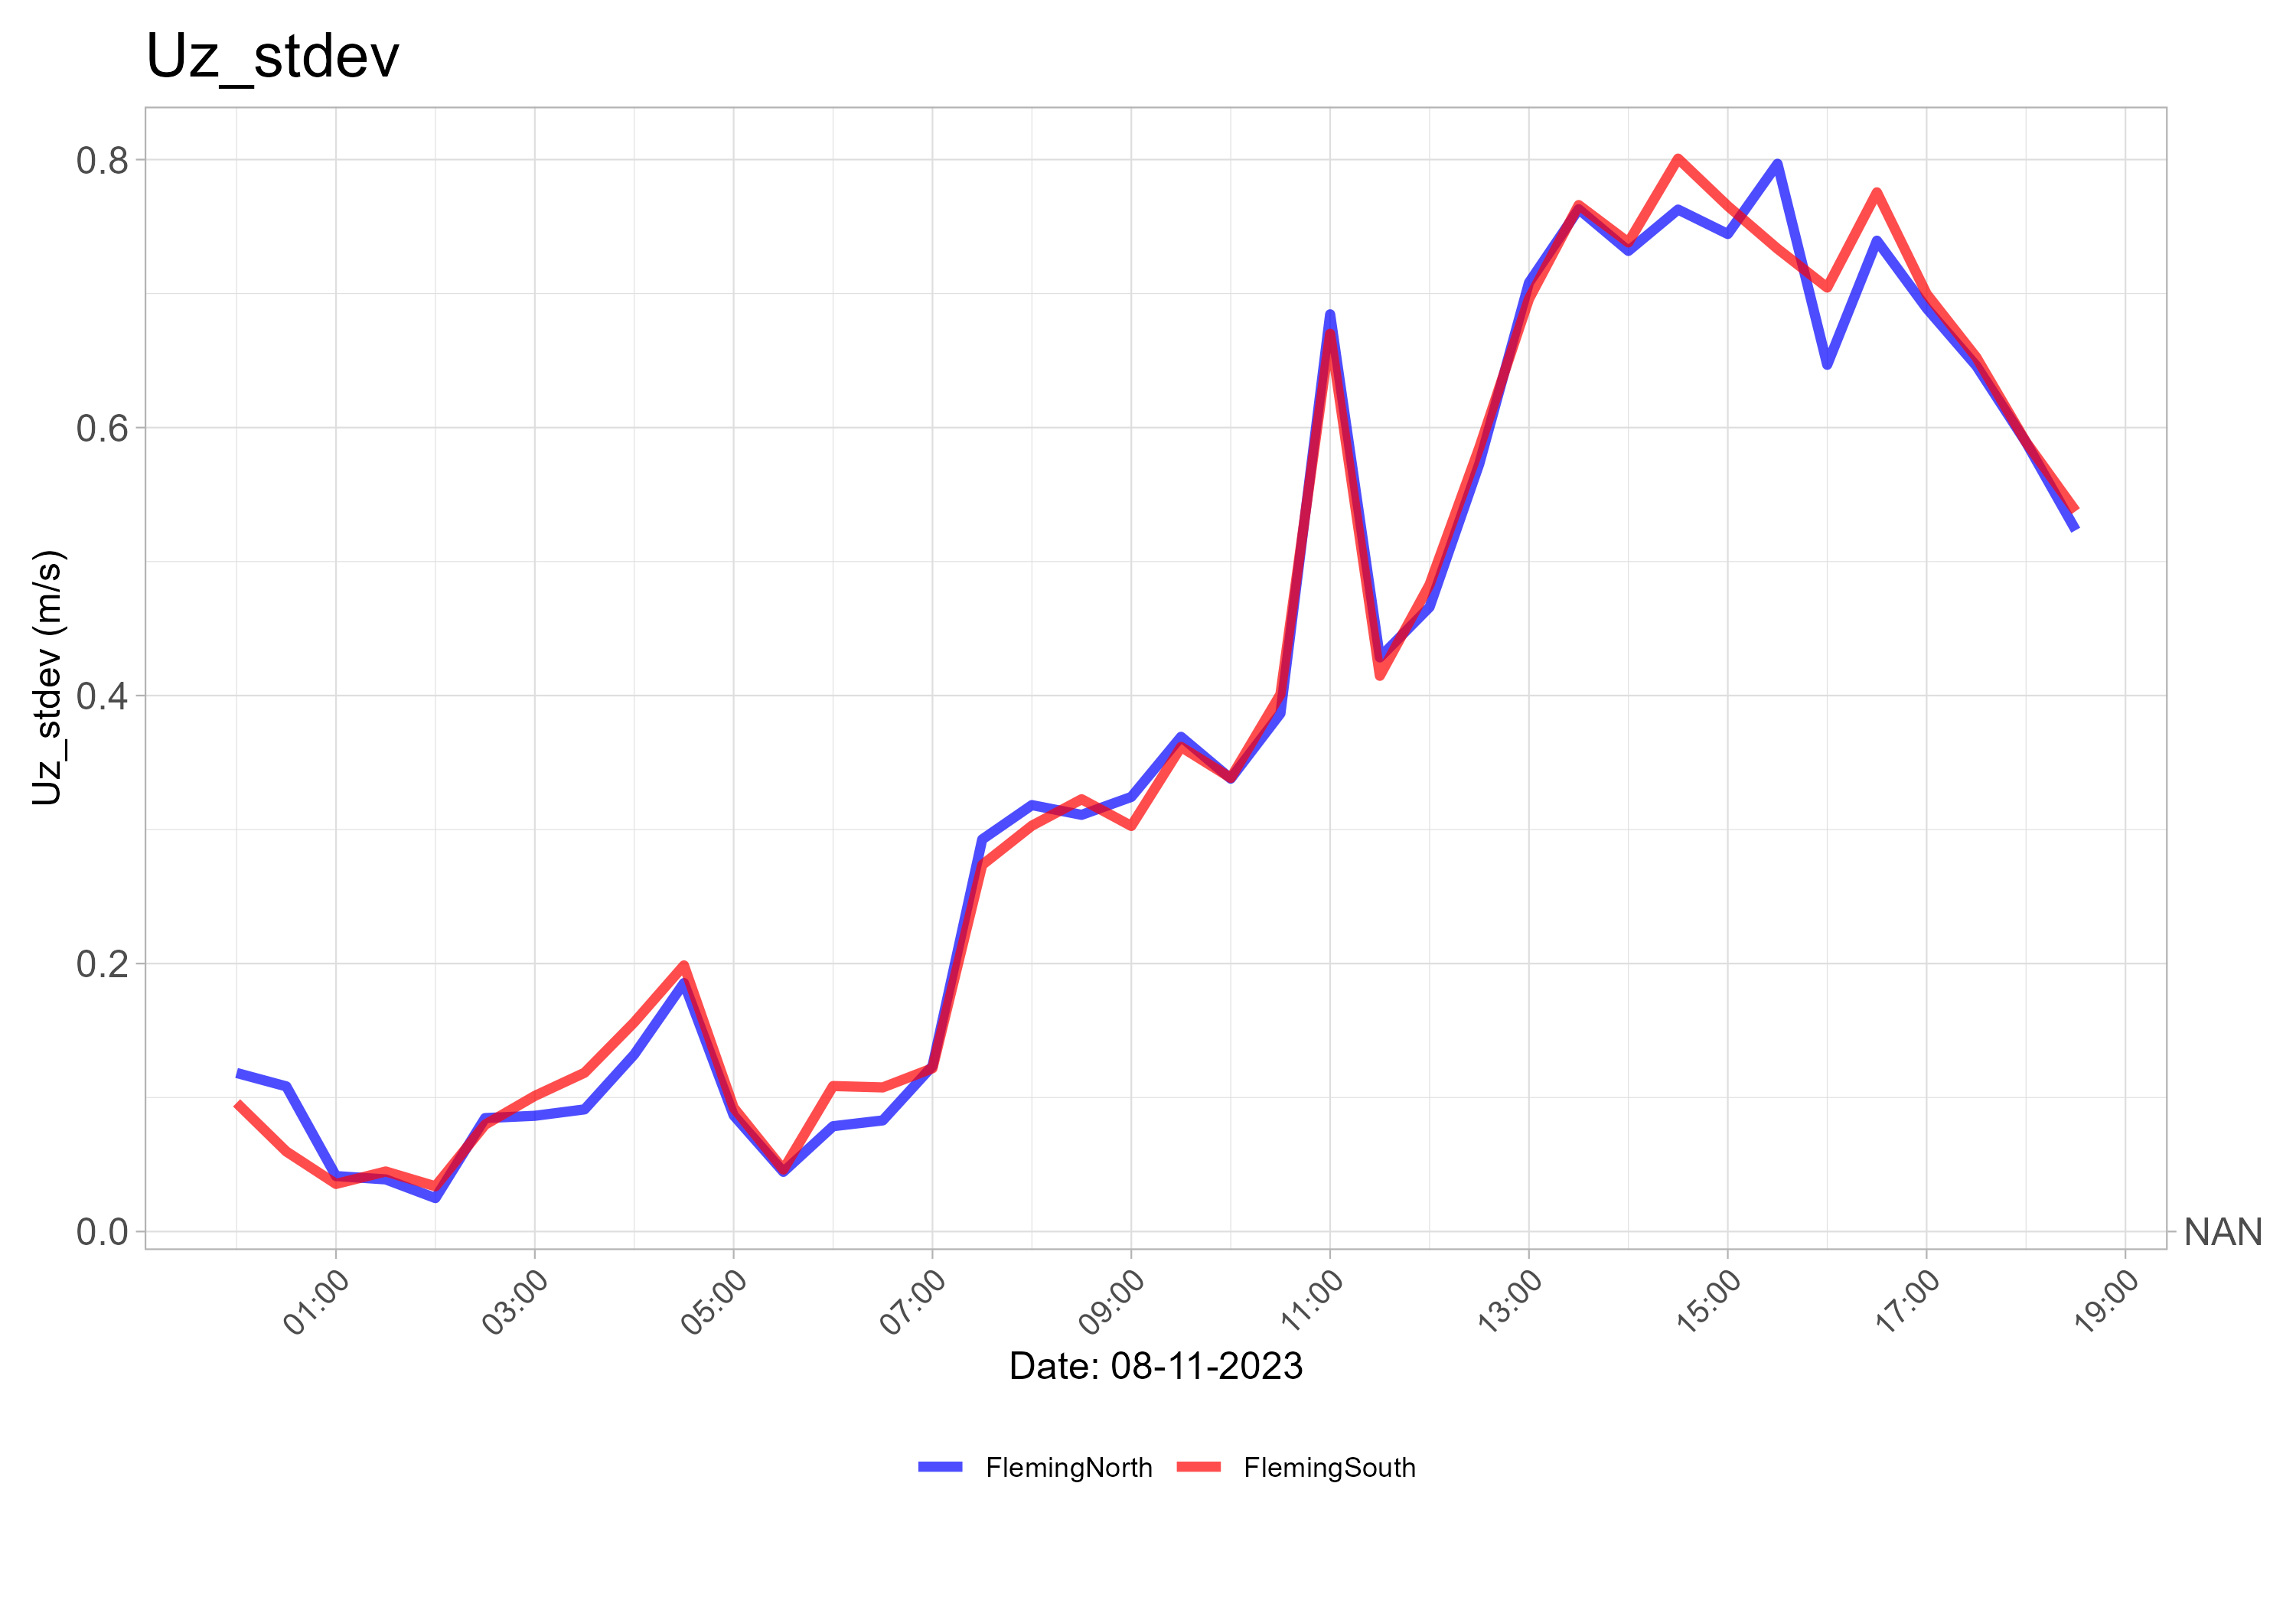 Uz_stdev
Uz_stdev (m/s)
0.8
0.6
0.4
0.2
0.0
NAN
01:00 03:00 05:00 07:00 09:00 11:00 13:00 15:00 17:00 19:00
Date: 08-11-2023
FlemingNorth FlemingSouth